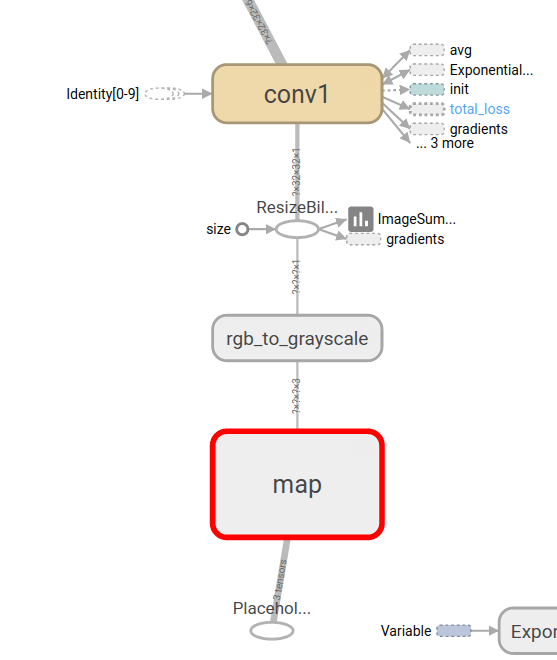 ?×32×32×6
avg
Exponential...
Identity[0-9]
conv1
init
total_loss
gradients
... 3 more
?×32×32×1
ResizeBil...
size
ImageSum...
gradients
?×?×?×1
rgb_to_grayscale
?×?×?×3
map
3 tensors
Placehol...
Variable
Expor